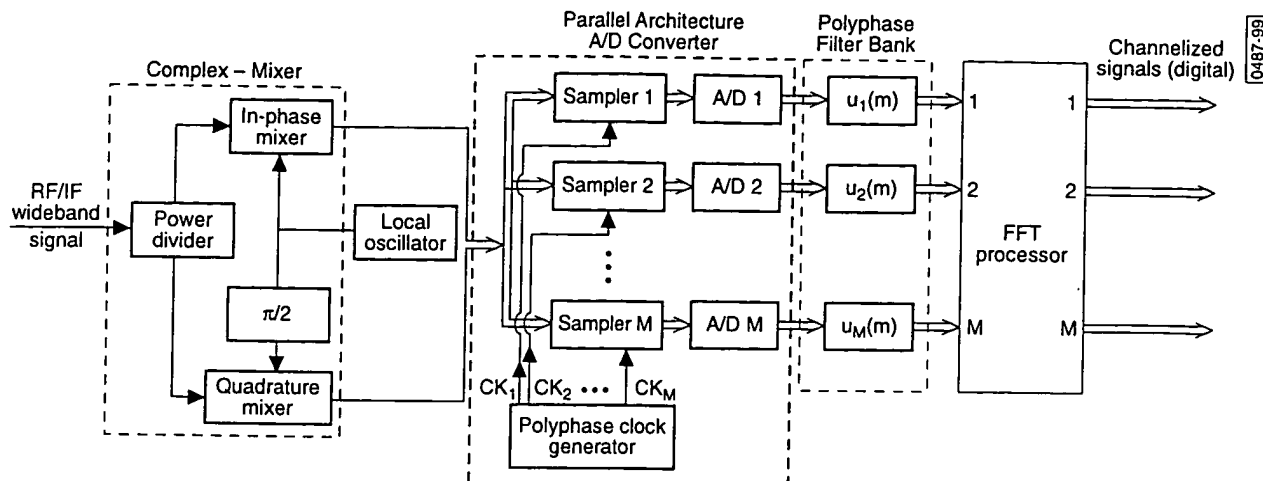 Parallel Architecture
A/D Converter
Polyphase
Filter Bank
Channelized
signals (digital)
0487-99
Complex – Mixer
In-phase
mixer
RF/IF
wideband
signal
Power
divider
Local
oscillator
π/2
Quadrature
mixer
Sampler 1
A/D 1
u₁(m)
1
1
Sampler 2
A/D 2
u₂(m)
2
2
FFT
processor
Sampler M
A/D M
u_M(m)
M
M
CK₁
CK₂
•••
CK_M
Polyphase clock
generator